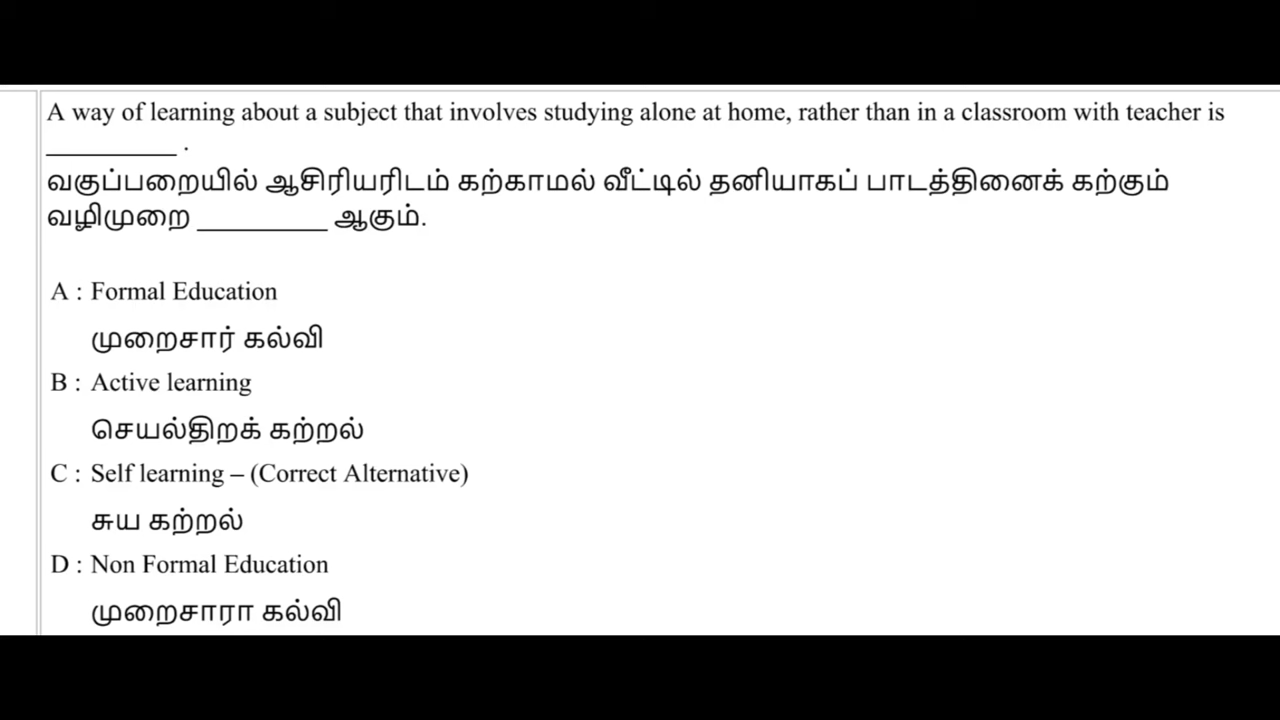 A way of learning about a subject that involves studying alone at home, rather than in a classroom with teacher is
__________ .
வகுப்பறையில் ஆசிரியரிடம் கற்காமல் வீட்டில் தனியாகப் பாடத்தினைக் கற்கும்
வழிமுறை __________ ஆகும்.
A : Formal Education
முறைசார் கல்வி
B : Active learning
செயல்திறக் கற்றல்
C : Self learning – (Correct Alternative)
சுய கற்றல்
D : Non Formal Education
முறைசாரா கல்வி